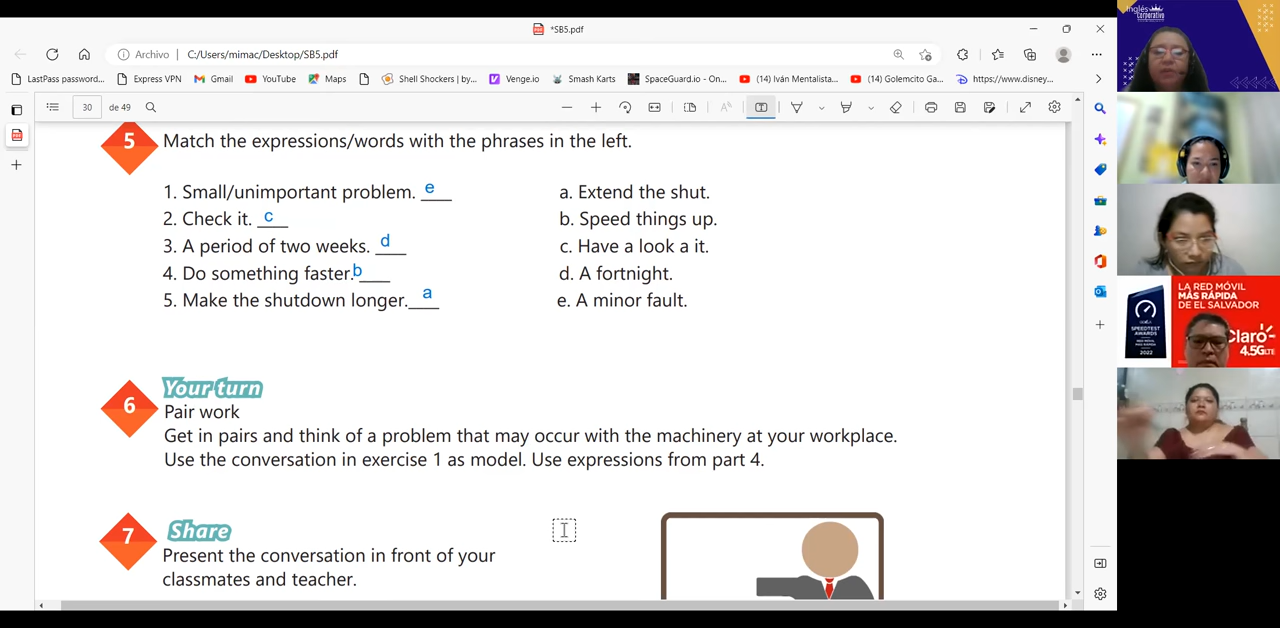 *SB5.pdf
Archivo | C:/Users/mimac/Desktop/SB5.pdf
LastPass password... Express VPN Gmail YouTube Maps Shell Shockers | by... Venge.io Smash Karts SpaceGuard.io - On... (14) Iván Mentalista... (14) Golemcito Ga... https://www.disney...
30 de 49
5 Match the expressions/words with the phrases in the left.
1. Small/unimportant problem. e a. Extend the shut.
2. Check it. c b. Speed things up.
3. A period of two weeks. d c. Have a look a it.
4. Do something faster. b d. A fortnight.
5. Make the shutdown longer. a e. A minor fault.
6 Your turn
Pair work
Get in pairs and think of a problem that may occur with the machinery at your workplace.
Use the conversation in exercise 1 as model. Use expressions from part 4.
7 Share
Present the conversation in front of your
classmates and teacher.
Inglés
Corporativo
LA RED MÓVIL
MÁS RÁPIDA
DE EL SALVADOR
SPEEDTEST
AWARDS
2022
Claro
4.5G LTE